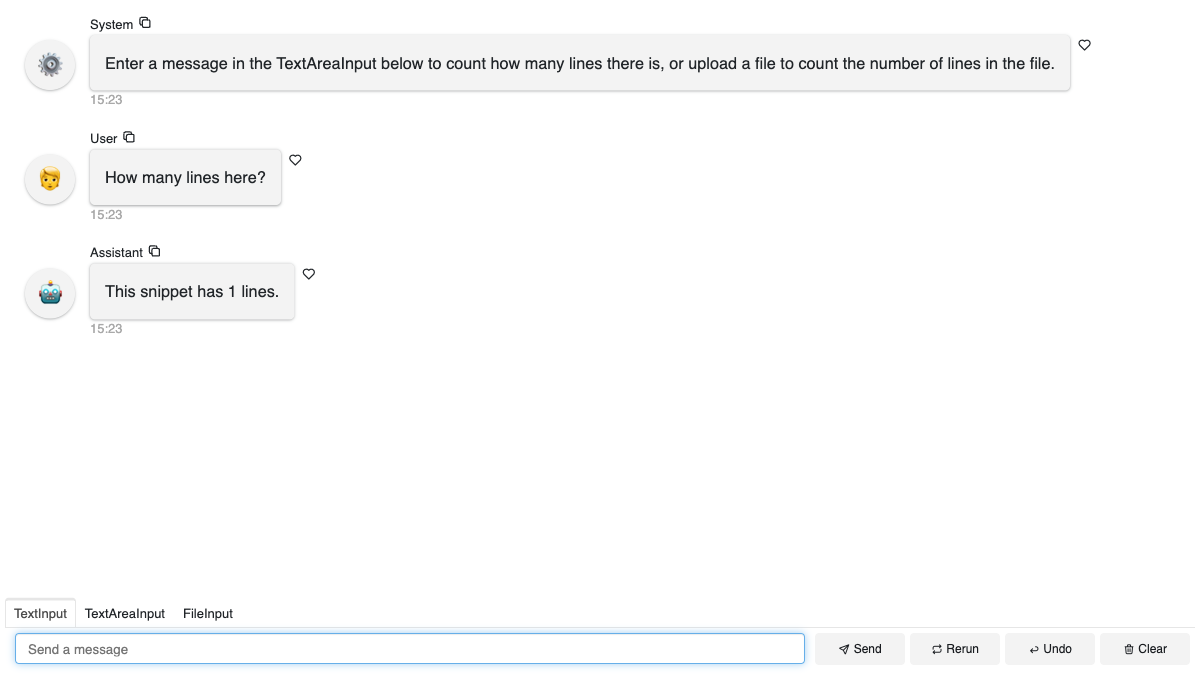 System
Enter a message in the TextAreaInput below to count how many lines there is, or upload a file to count the number of lines in the file.
15:23
User
How many lines here?
15:23
Assistant
This snippet has 1 lines.
15:23
TextInput TextAreaInput FileInput
Send a message Send Rerun Undo Clear